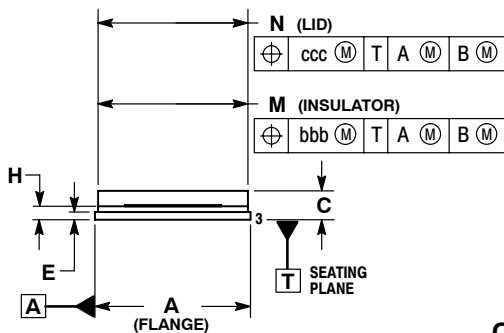 N (LID)
⌖ ccc Ⓜ T A Ⓜ B Ⓜ
M (INSULATOR)
⌖ bbb Ⓜ T A Ⓜ B Ⓜ
H
C
3
E
T SEATING
PLANE
A
A
(FLANGE)